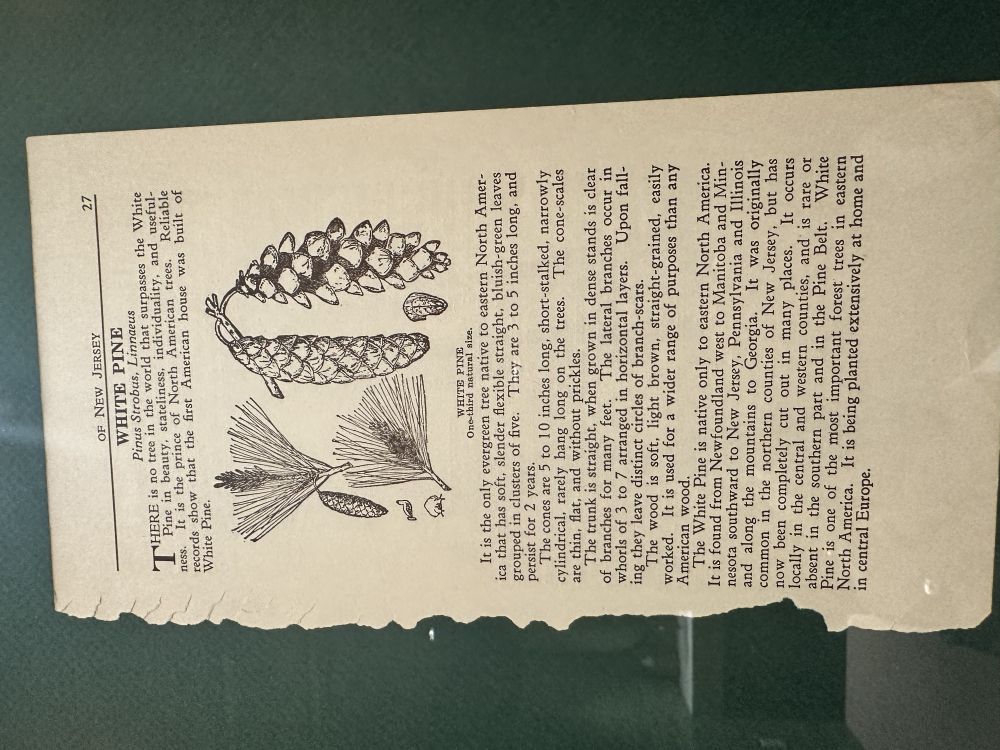 OF NEW JERSEY 27
WHITE PINE
Pinus Strobus, Linnaeus
THERE is no tree in the world that surpasses the White
Pine in beauty, stateliness, individuality, and useful-
ness. It is the prince of North American trees. Reliable
records show that the first American house was built of
White Pine.
WHITE PINE
One-third natural size.
It is the only evergreen tree native to eastern North Amer-
ica that has soft, slender flexible straight, bluish-green leaves
grouped in clusters of five. They are 3 to 5 inches long, and
persist for 2 years.
The cones are 5 to 10 inches long, short-stalked, narrowly
cylindrical, rarely hang long on the trees. The cone-scales
are thin, flat, and without prickles.
The trunk is straight, when grown in dense stands is clear
of branches for many feet. The lateral branches occur in
whorls of 3 to 7 arranged in horizontal layers. Upon fall-
ing they leave distinct circles of branch-scars.
The wood is soft, light brown, straight-grained, easily
worked. It is used for a wider range of purposes than any
American wood.
The White Pine is native only to eastern North America.
It is found from Newfoundland west to Manitoba and Min-
nesota southward to New Jersey, Pennsylvania and Illinois
and along the mountains to Georgia. It was originally
common in the northern counties of New Jersey, but has
now been completely cut out in many places. It occurs
locally in the central and western counties, and is rare or
absent in the southern part and in the Pine Belt. White
Pine is one of the most important forest trees in eastern
North America. It is being planted extensively at home and
in central Europe.